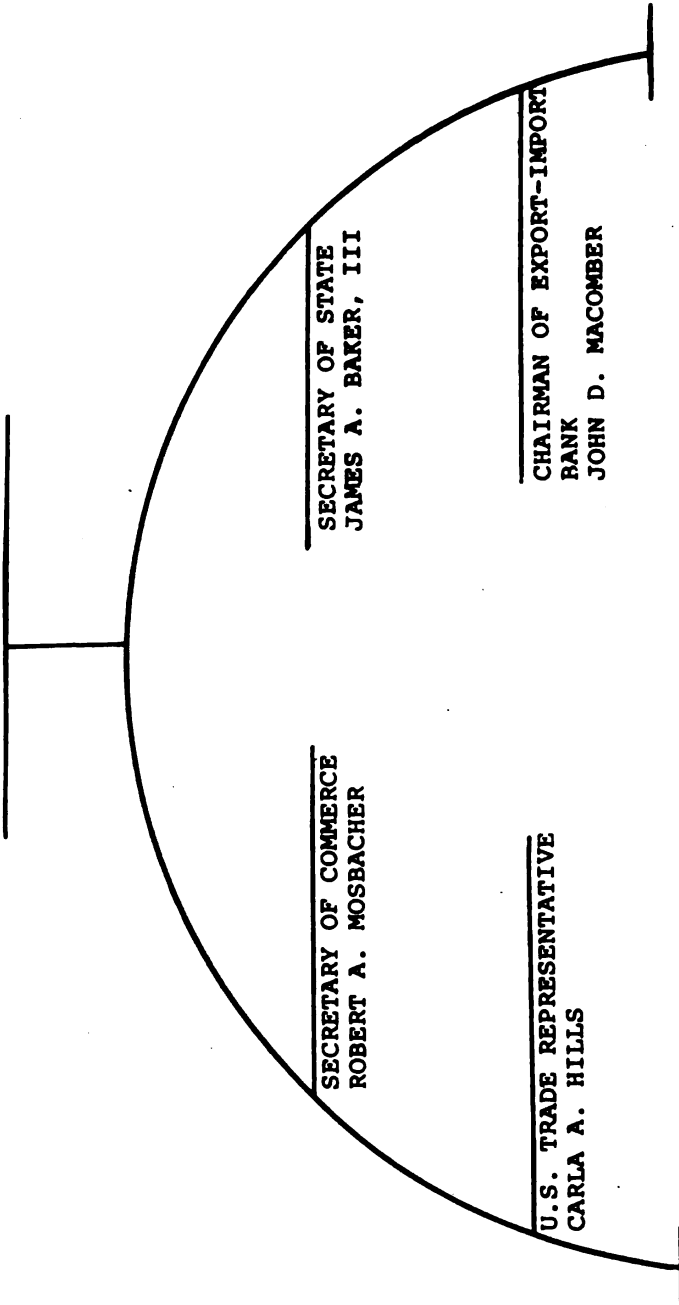 SECRETARY OF COMMERCE
ROBERT A. MOSBACHER
SECRETARY OF STATE
JAMES A. BAKER, III
U.S. TRADE REPRESENTATIVE
CARLA A. HILLS
CHAIRMAN OF EXPORT-IMPORT
BANK
JOHN D. MACOMBER